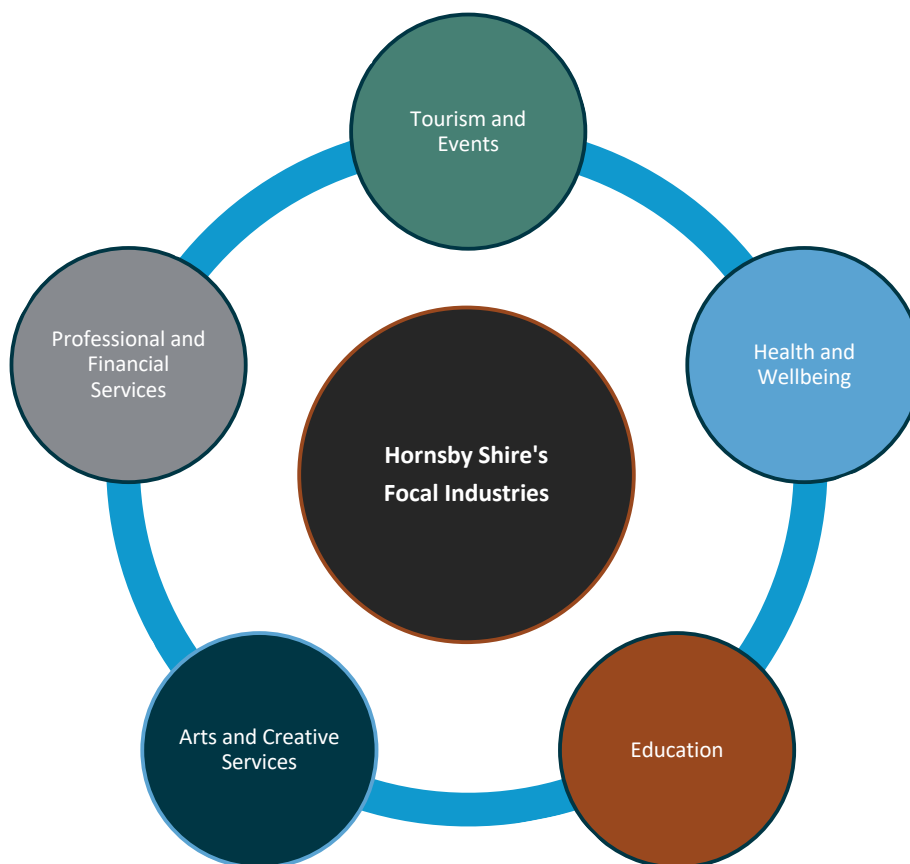 Tourism and
Events
Health and
Wellbeing
Education
Arts and Creative
Services
Professional and
Financial
Services
Hornsby Shire's
Focal Industries